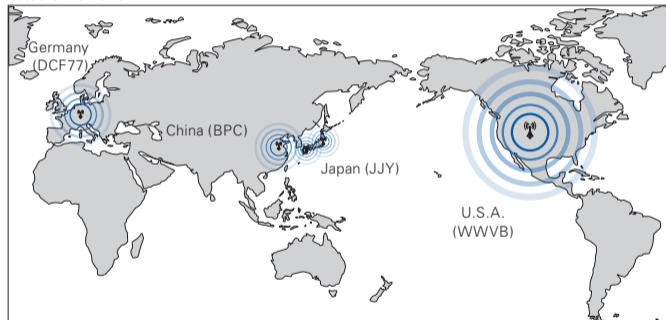 Germany
(DCF77)
China (BPC)
Japan (JJY)
U.S.A.
(WWVB)